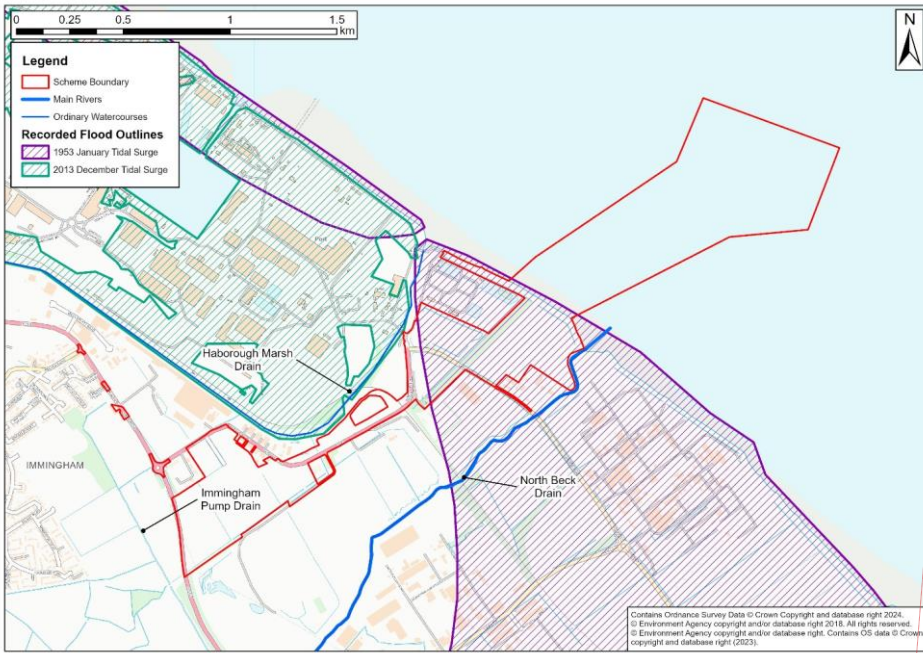 0 0.25 0.5 1 1.5
km
N
Legend
Scheme Boundary
Main Rivers
Ordinary Watercourses
Recorded Flood Outlines
1953 January Tidal Surge
2013 December Tidal Surge
Port
Haborough Marsh
Drain
IMMINGHAM
Immingham
Pump Drain
North Beck
Drain
Contains Ordnance Survey Data © Crown Copyright and database right 2024.
© Environment Agency copyright and/or database right 2018. All rights reserved.
© Environment Agency copyright and/or database right. Contains OS data © Crown
copyright and database right (2023).